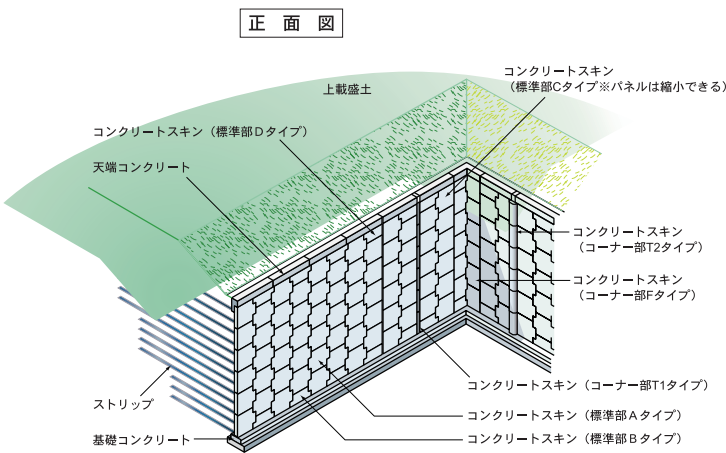 正面図
コンクリートスキン
（標準部Cタイプ※パネルは縮小できる）
上載盛土
コンクリートスキン（標準部Dタイプ）
天端コンクリート
コンクリートスキン
（コーナー部T2タイプ）
コンクリートスキン
（コーナー部Fタイプ）
コンクリートスキン（コーナー部T1タイプ）
ストリップ
コンクリートスキン（標準部Aタイプ）
基礎コンクリート
コンクリートスキン（標準部Bタイプ）